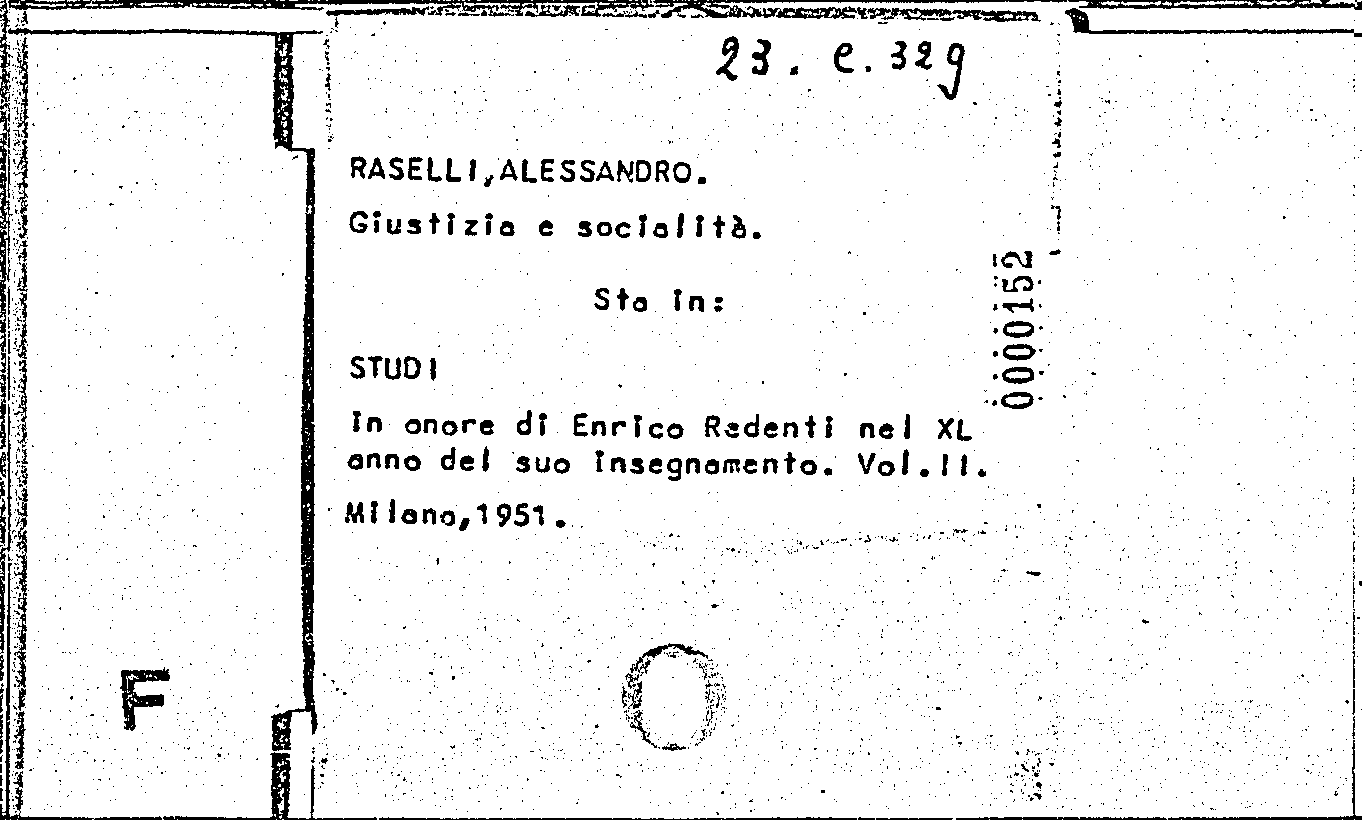 23. e. 329
RASELLI,ALESSANDRO.
Giustizia e socialità.
Sta in:
0000152
STUDI
In onore di Enrico Redenti nel XL
anno del suo insegnamento. Vol.II.
Milano,1951.
F